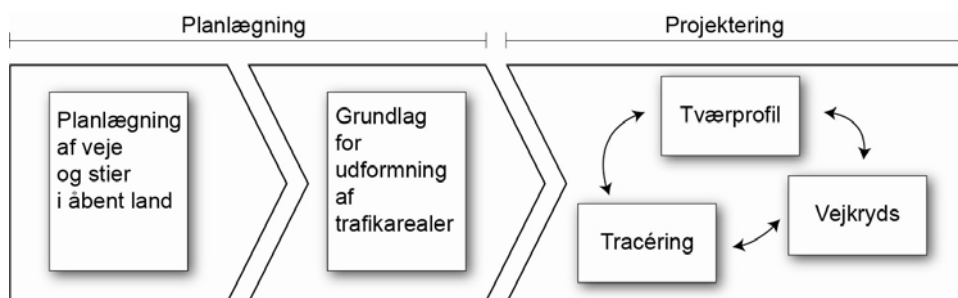 Planlægning
Projektering
Planlægning
af veje
og stier
i åbent land
Grundlag
for
udformning
af
trafikarealer
Tværprofil
Tracéring
Vejkryds